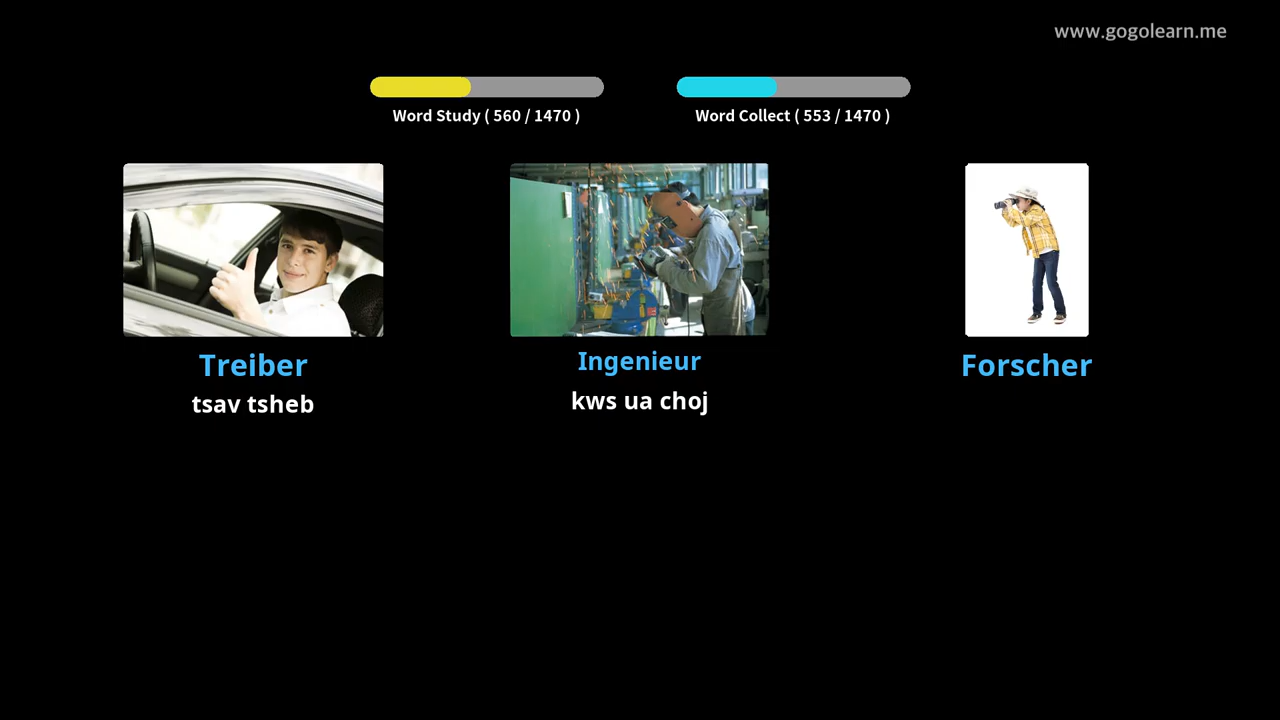 www.gogolearn.me
Word Study ( 560 / 1470 )
Word Collect ( 553 / 1470 )
Treiber
tsav tsheb
Ingenieur
kws ua choj
Forscher